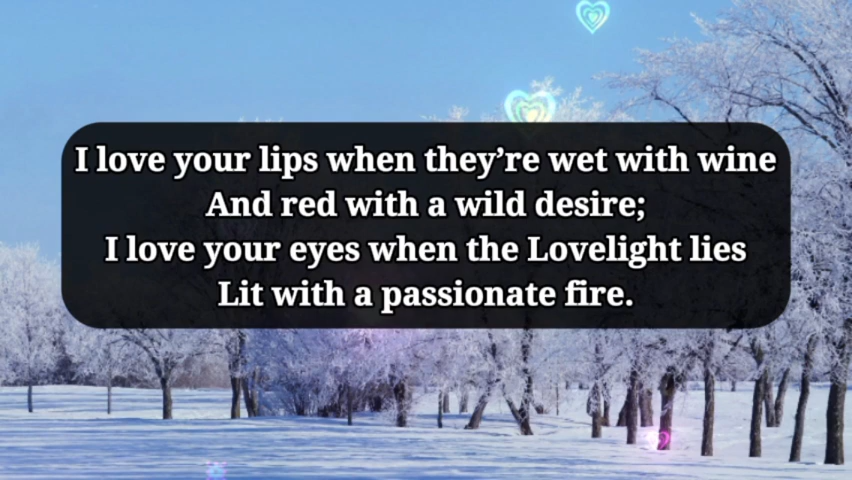 I love your lips when they’re wet with wine
And red with a wild desire;
I love your eyes when the Lovelight lies
Lit with a passionate fire.